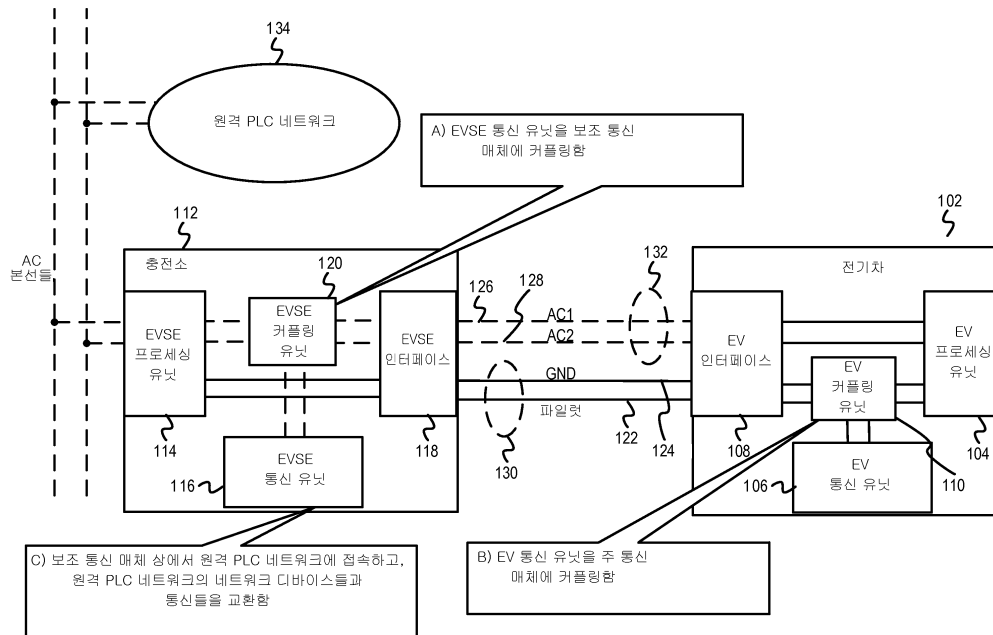 134
원격 PLC 네트워크
A) EVSE 통신 유닛을 보조 통신
매체에 커플링함
112
102
AC
본선들
충전소
120
126
128
132
전기차
EVSE
프로세싱
유닛
EVSE
커플링
유닛
EVSE
인터페이스
AC1
AC2
GND
파일럿
EV
인터페이스
EV
커플링
유닛
EV
프로세싱
유닛
114
118
130
122
124
108
104
116
EVSE
통신 유닛
106
EV
통신 유닛
110
C) 보조 통신 매체 상에서 원격 PLC 네트워크에 접속하고,
원격 PLC 네트워크의 네트워크 디바이스들과
통신들을 교환함
B) EV 통신 유닛을 주 통신
매체에 커플링함